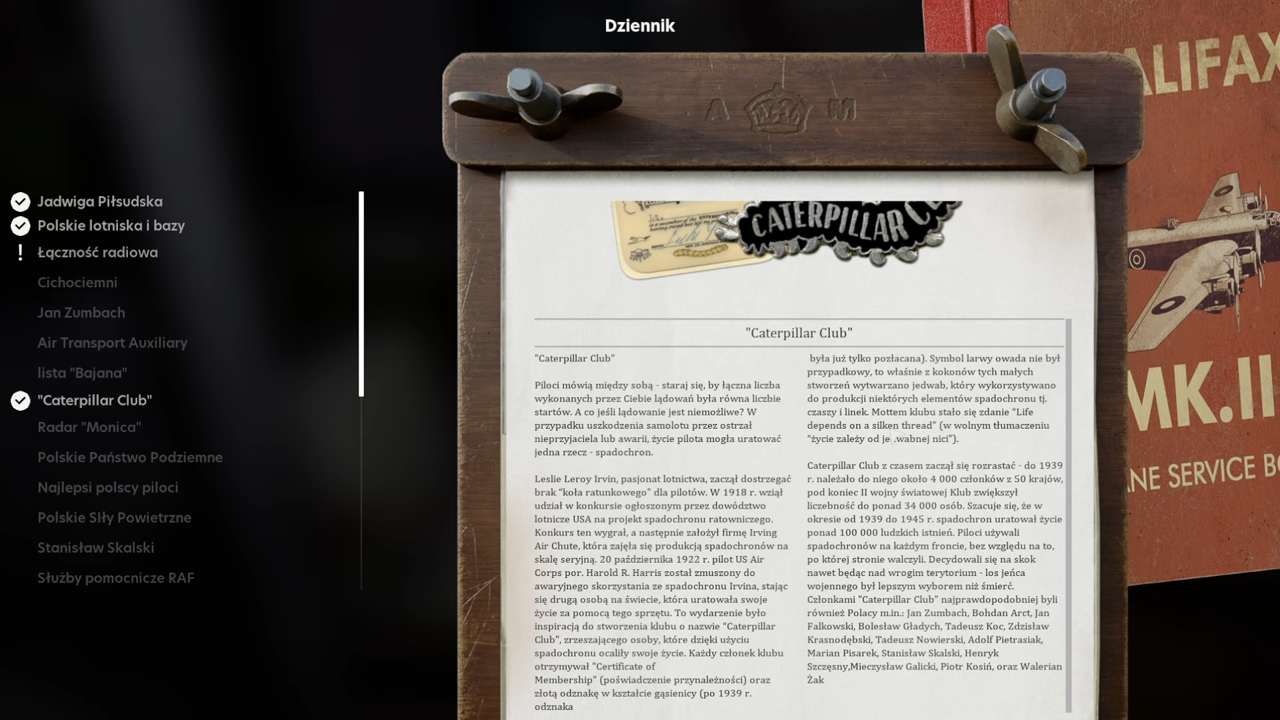 Dziennik
A M
ALIFAX
MK.II
ANE SERVICE BO
Jadwiga Piłsudska
Polskie lotniska i bazy
! Łączność radiowa
Cichociemni
Jan Zumbach
Air Transport Auxiliary
lista "Bajana"
"Caterpillar Club"
Radar "Monica"
Polskie Państwo Podziemne
Najlepsi polscy piloci
Polskie SIły Powietrzne
Stanisław Skalski
Służby pomocnicze RAF
CATERPILLAR
"Caterpillar Club"
"Caterpillar Club"
Piloci mówią między sobą - staraj się, by łączna liczba
wykonanych przez Ciebie lądowań była równa liczbie
startów. A co jeśli lądowanie jest niemożliwe? W
przypadku uszkodzenia samolotu przez ostrzał
nieprzyjaciela lub awarii, życie pilota mogła uratować
jedna rzecz - spadochron.
Leslie Leroy Irvin, pasjonat lotnictwa, zaczął dostrzegać
brak "koła ratunkowego" dla pilotów. W 1918 r. wziął
udział w konkursie ogłoszonym przez dowództwo
lotnicze USA na projekt spadochronu ratowniczego.
Konkurs ten wygrał, a następnie założył firmę Irving
Air Chute, która zajęła się produkcją spadochronów na
skalę seryjną. 20 października 1922 r. pilot US Air
Corps por. Harold R. Harris został zmuszony do
awaryjnego skorzystania ze spadochronu Irvina, stając
się drugą osobą na świecie, która uratowała swoje
życie za pomocą tego sprzętu. To wydarzenie było
inspiracją do stworzenia klubu o nazwie "Caterpillar
Club", zrzeszającego osoby, które dzięki użyciu
spadochronu ocaliły swoje życie. Każdy członek klubu
otrzymywał "Certificate of
Membership" (poświadczenie przynależności) oraz
złotą odznakę w kształcie gąsienicy (po 1939 r.
odznaka
była już tylko pozłacana). Symbol larwy owada nie był
przypadkowy, to właśnie z kokonów tych małych
stworzeń wytwarzano jedwab, który wykorzystywano
do produkcji niektórych elementów spadochronu tj.
czaszy i linek. Mottem klubu stało się zdanie "Life
depends on a silken thread" (w wolnym tłumaczeniu
"życie zależy od je .wabnej nici").
Caterpillar Club z czasem zaczął się rozrastać - do 1939
r. należało do niego około 4 000 członków z 50 krajów,
pod koniec II wojny światowej Klub zwiększył
liczebność do ponad 34 000 osób. Szacuje się, że w
okresie od 1939 do 1945 r. spadochron uratował życie
ponad 100 000 ludzkich istnień. Piloci używali
spadochronów na każdym froncie, bez względu na to,
po której stronie walczyli. Decydowali się na skok
nawet będąc nad wrogim terytorium - los jeńca
wojennego był lepszym wyborem niż śmierć.
Członkami "Caterpillar Club" najprawdopodobniej byli
również Polacy m.in.: Jan Zumbach, Bohdan Arct, Jan
Falkowski, Bolesław Gładych, Tadeusz Koc, Zdzisław
Krasnodębski, Tadeusz Nowierski, Adolf Pietrasiak,
Marian Pisarek, Stanisław Skalski, Henryk
Szczęsny,Mieczysław Galicki, Piotr Kosiń, oraz Walerian
Żak